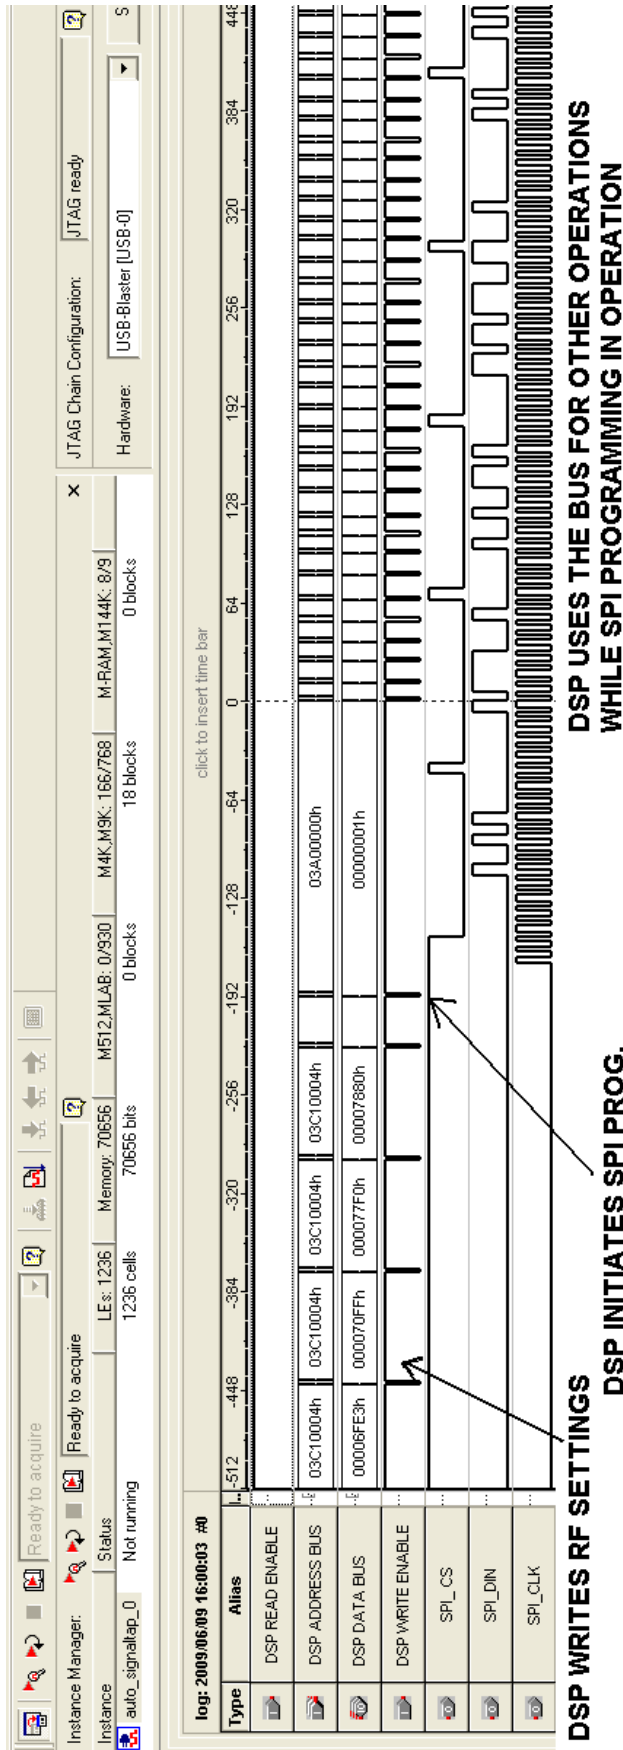 Ready to acquire
Instance Manager: Ready to acquire
JTAG Chain Configuration: JTAG ready
Instance Status LEs: 1236 Memory: 70656 M512,MLAB: 0/930 M4K,M9K: 166/768 M-RAM,M144K: 8/9
auto_signaltap_0 Not running 1236 cells 70656 bits 0 blocks 18 blocks 0 blocks
Hardware: USB-Blaster [USB-0] S
log: 2009/06/09 16:00:03 #0 click to insert time bar
Type Alias -512 -448 -384 -320 -256 -192 -128 -64 0 64 128 192 256 320 384 448
DSP READ ENABLE
DSP ADDRESS BUS 03C10004h 03C10004h 03C10004h 03C10004h 03A00000h
DSP DATA BUS 00006FE3h 000070FFh 000077F0h 00007880h 00000001h
DSP WRITE ENABLE
SPI_CS
SPI_DIN
SPI_CLK
DSP WRITES RF SETTINGS
DSP INITIATES SPI PROG.
DSP USES THE BUS FOR OTHER OPERATIONS
WHILE SPI PROGRAMMING IN OPERATION